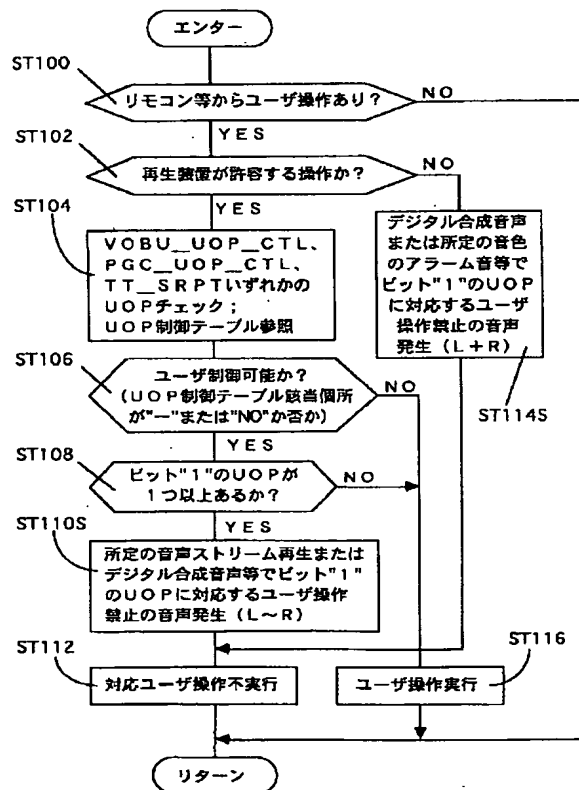 エンター
ST100
リモコン等からユーザ操作あり?
NO
YES
ST102
再生装置が許容する操作か?
NO
YES
ST104
VOBU_UOP_CTL、
PGC_UOP_CTL、
TT_SRPTいずれかの
UOPチェック;
UOP制御テーブル参照
デジタル合成音声
または所定の音色
のアラーム音等で
ビット"1"のUOP
に対応するユーザ
操作禁止の音声
発生(L+R)
ST114S
ST106
ユーザ制御可能か?
(UOP制御テーブル該当個所
が"ー"または"NO"か否か)
NO
YES
ST108
ビット"1"のUOPが
1つ以上あるか?
NO
YES
ST110S
所定の音声ストリーム再生または
デジタル合成音声等でビット"1"
のUOPに対応するユーザ操作
禁止の音声発生(L~R)
ST112
対応ユーザ操作不実行
ST116
ユーザ操作実行
リターン